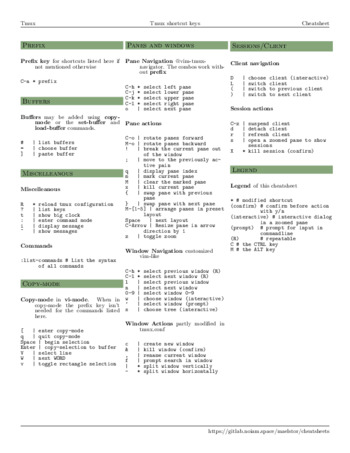 Tmux
Tmux shortcut keys
Cheatsheet
PREFIX
Prefix key for shortcuts listed here if
not mentioned otherwise
C-a * prefix
BUFFERS
Buffers may be added using copy-
mode or the set-buffer and
load-buffer commands.
# | list buffers
= | choose buffer
] | paste buffer
MISCELLANEOUS
Miscellaneous
R * reload tmux configuration
? | list keys
t | show big clock
: | enter command mode
i | display message
~ | show messages
Commands
:list-commands # List the syntax
of all commands
COPY-MODE
Copy-mode in vi-mode. When in
copy-mode the prefix key isn't
needed for the commands listed
here.
[ | enter copy-mode
q | quit copy-mode
Space | begin selection
Enter | copy-selection to buffer
V | select line
W | next WORD
v | toggle rectangle selection
PANES AND WINDOWS
Pane Navigation @vim-tmux-
navigator. The combos work with-
out prefix
C-h * select left pane
C-j * select lower pane
C-k * select upper pane
C-l * select right pane
o | select next pane
Pane actions
C-o | rotate panes forward
M-o | rotate panes backward
! | break the current pane out
of the window
; | move to the previously ac-
tive pain
q | display pane index
m | mark current pane
M | clear the marked pane
x | kill current pane
{ | swap pane with previous
pane
} | swap pane with next pane
M-[1-5] | arrange panes in preset
layout
Space | next layout
C-Arrow | Resize pane in arrow
direction by 1
z | toggle zoom
Window Navigation customized
vim-like
C-h * select previous window (R)
C-l * select next window (R)
l | select last window
n | select next window
0-9 | select window 0-9
w | choose window (interactive)
' | select window (prompt)
s | choose tree (interactive)
Window Actions partly modified in
tmux.conf
c | create new window
& | kill window (confirm)
, | rename current window
f | prompt search in window
| * split window vertically
- * split window horizontally
SESSIONS/CLIENT
Client navigation
D | choose client (interactive)
L | switch client
( | switch to previous client
) | switch to next client
Session actions
C-z | suspend client
d | detach client
r | refresh client
s | open a zoomed pane to show
sessions
X * kill session (confirm)
LEGEND
Legend of this cheatsheet
* # modified shortcut
(confirm) # confirm before action
with y/n
(interactive) # interactive dialog
in a zoomed pane
(prompt) # prompt for input in
commandline
(R) # repeatable
C # the CTRL key
M # the ALT key
https://gitlab.noiam.space/maelstor/cheatsheets